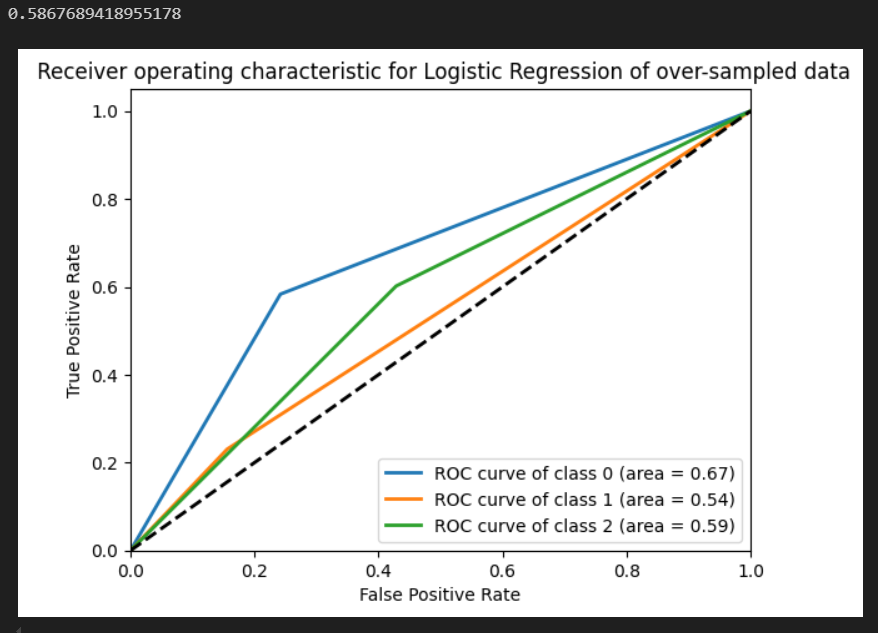 0.5867689418955178
Receiver operating characteristic for Logistic Regression of over-sampled data
1.0
0.8
0.6
0.4
0.2
0.0
True Positive Rate
ROC curve of class 0 (area = 0.67)
ROC curve of class 1 (area = 0.54)
ROC curve of class 2 (area = 0.59)
0.0 0.2 0.4 0.6 0.8 1.0
False Positive Rate